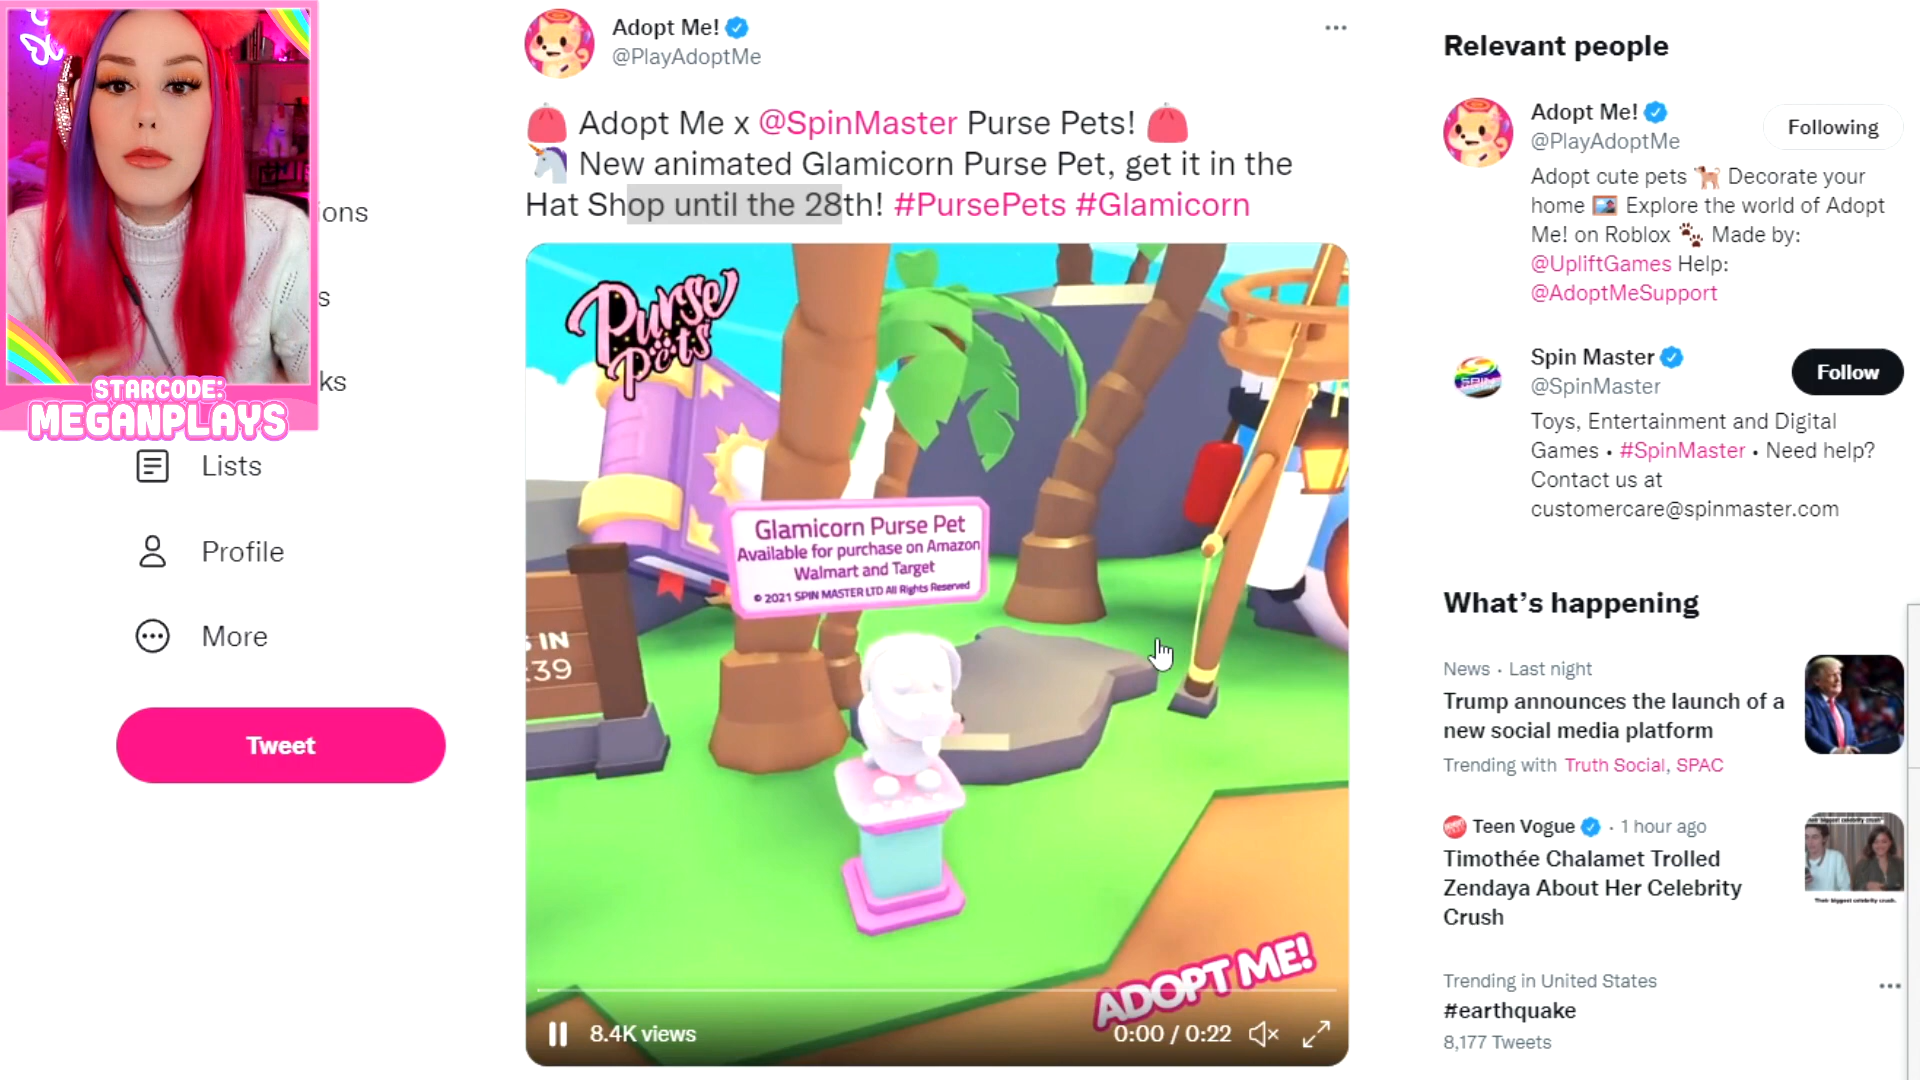 STARCODE:
MEGANPLAYS
ions
s
ks
Lists
Profile
More
Tweet
Adopt Me!
@PlayAdoptMe
Adopt Me x @SpinMaster Purse Pets!
New animated Glamicorn Purse Pet, get it in the
Hat Shop until the 28th! #PursePets #Glamicorn
Purse
Pets
Glamicorn Purse Pet
Available for purchase on Amazon
Walmart and Target
© 2021 SPIN MASTER LTD All Rights Reserved
S IN
:39
ADOPT ME!
8.4K views
0:00 / 0:22
Relevant people
Adopt Me!
@PlayAdoptMe
Following
Adopt cute pets Decorate your
home Explore the world of Adopt
Me! on Roblox Made by:
@UpliftGames Help:
@AdoptMeSupport
SPIN
Spin Master
@SpinMaster
Follow
Toys, Entertainment and Digital
Games • #SpinMaster • Need help?
Contact us at
customercare@spinmaster.com
What's happening
News · Last night
Trump announces the launch of a
new social media platform
Trending with Truth Social, SPAC
Teen Vogue · 1 hour ago
Timothée Chalamet Trolled
Zendaya About Her Celebrity
Crush
Their biggest celebrity crush.
Trending in United States
#earthquake
8,177 Tweets